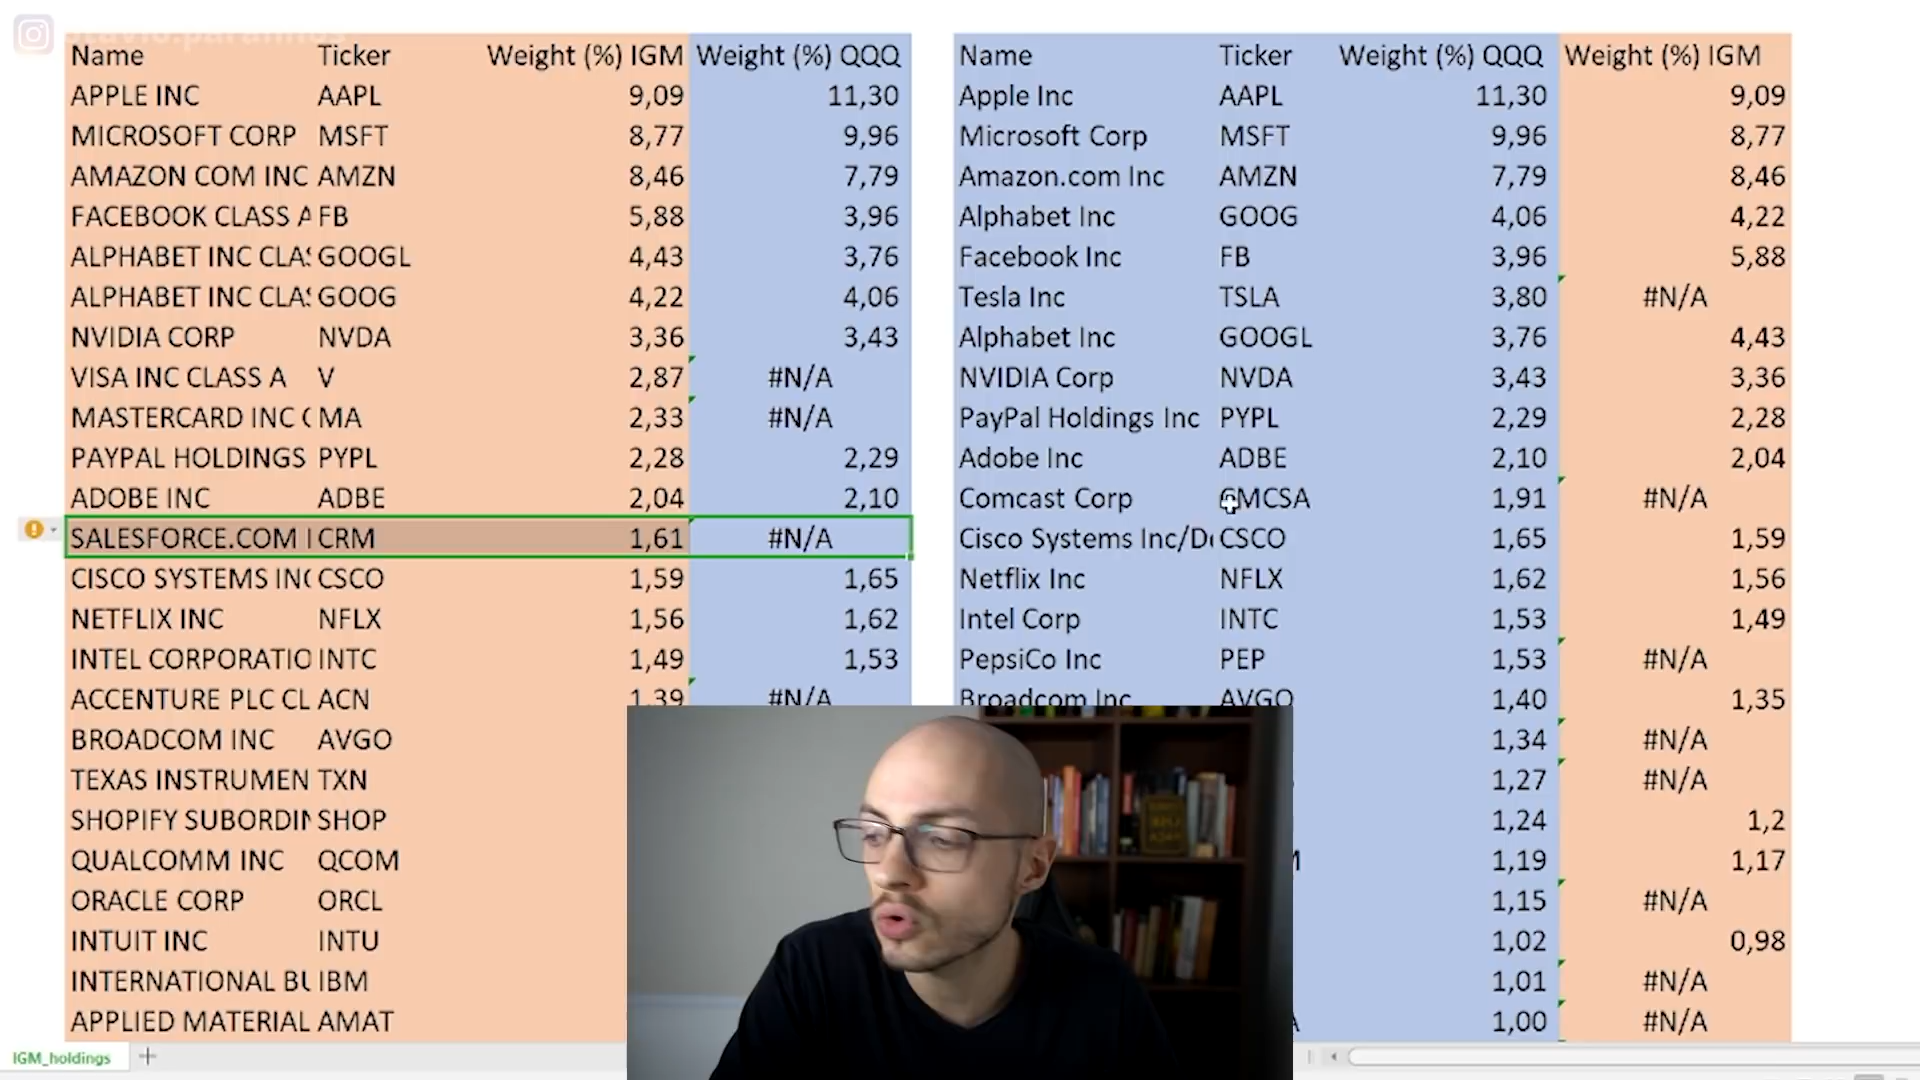 Name Ticker Weight (%) IGM Weight (%) QQQ Name Ticker Weight (%) QQQ Weight (%) IGM
APPLE INC AAPL 9,09 11,30 Apple Inc AAPL 11,30 9,09
MICROSOFT CORP MSFT 8,77 9,96 Microsoft Corp MSFT 9,96 8,77
AMAZON COM INC AMZN 8,46 7,79 Amazon.com Inc AMZN 7,79 8,46
FACEBOOK CLASS A FB 5,88 3,96 Alphabet Inc GOOG 4,06 4,22
ALPHABET INC CLAS GOOGL 4,43 3,76 Facebook Inc FB 3,96 5,88
ALPHABET INC CLAS GOOG 4,22 4,06 Tesla Inc TSLA 3,80 #N/A
NVIDIA CORP NVDA 3,36 3,43 Alphabet Inc GOOGL 3,76 4,43
VISA INC CLASS A V 2,87 #N/A NVIDIA Corp NVDA 3,43 3,36
MASTERCARD INC MA 2,33 #N/A PayPal Holdings Inc PYPL 2,29 2,28
PAYPAL HOLDINGS PYPL 2,28 2,29 Adobe Inc ADBE 2,10 2,04
ADOBE INC ADBE 2,04 2,10 Comcast Corp CMCSA 1,91 #N/A
SALESFORCE.COM I CRM 1,61 #N/A Cisco Systems Inc/De CSCO 1,65 1,59
CISCO SYSTEMS INC CSCO 1,59 1,65 Netflix Inc NFLX 1,62 1,56
NETFLIX INC NFLX 1,56 1,62 Intel Corp INTC 1,53 1,49
INTEL CORPORATIO INTC 1,49 1,53 PepsiCo Inc PEP 1,53 #N/A
ACCENTURE PLC CL ACN 1,39 #N/A Broadcom Inc AVGO 1,40 1,35
BROADCOM INC AVGO 1,34 #N/A
TEXAS INSTRUMEN TXN 1,27 #N/A
SHOPIFY SUBORDIN SHOP 1,24 1,2
QUALCOMM INC QCOM 1,19 1,17
ORACLE CORP ORCL 1,15 #N/A
INTUIT INC INTU 1,02 0,98
INTERNATIONAL BU IBM 1,01 #N/A
APPLIED MATERIAL AMAT 1,00 #N/A
IGM_holdings